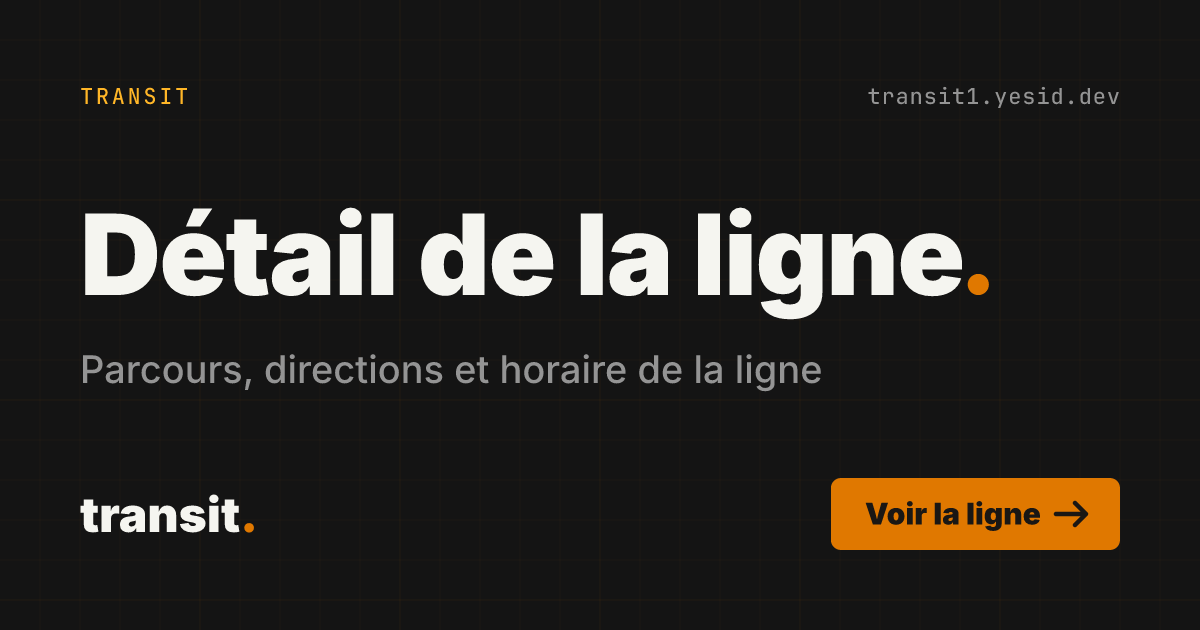 TRANSIT
transit1.yesid.dev
Détail de la ligne.
Parcours, directions et horaire de la ligne
transit.
Voir la ligne →